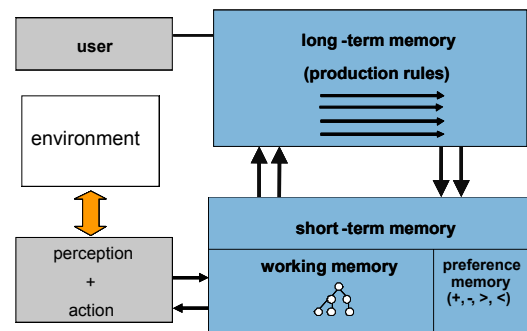 user
long -term memory
(production rules)
environment
short -term memory
perception
+
action
working memory
preference
memory
(+, -, >, <)